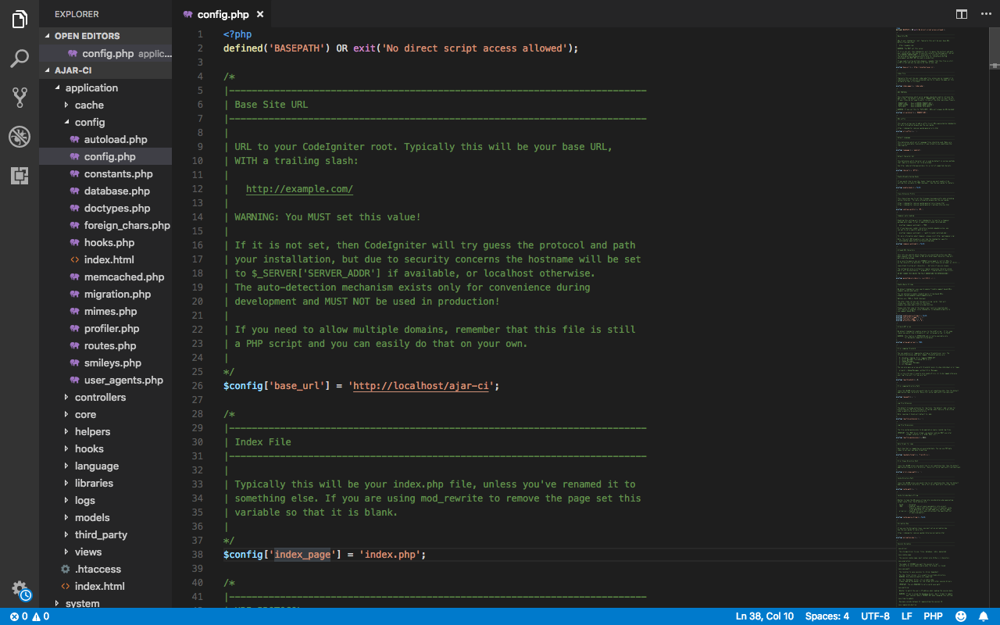 EXPLORER
OPEN EDITORS
config.php applic...
AJAR-CI
application
cache
config
autoload.php
config.php
constants.php
database.php
doctypes.php
foreign_chars.php
hooks.php
index.html
memcached.php
migration.php
mimes.php
profiler.php
routes.php
smileys.php
user_agents.php
controllers
core
helpers
hooks
language
libraries
logs
models
third_party
views
.htaccess
index.html
system
config.php ×
1 <?php
2 defined('BASEPATH') OR exit('No direct script access allowed');
3
4 /*
5 |--------------------------------------------------------------------------
6 | Base Site URL
7 |--------------------------------------------------------------------------
8 |
9 | URL to your CodeIgniter root. Typically this will be your base URL,
10 | WITH a trailing slash:
11 |
12 | http://example.com/
13 |
14 | WARNING: You MUST set this value!
15 |
16 | If it is not set, then CodeIgniter will try guess the protocol and path
17 | your installation, but due to security concerns the hostname will be set
18 | to $_SERVER['SERVER_ADDR'] if available, or localhost otherwise.
19 | The auto-detection mechanism exists only for convenience during
20 | development and MUST NOT be used in production!
21 |
22 | If you need to allow multiple domains, remember that this file is still
23 | a PHP script and you can easily do that on your own.
24 |
25 */
26 $config['base_url'] = 'http://localhost/ajar-ci';
27
28 /*
29 |--------------------------------------------------------------------------
30 | Index File
31 |--------------------------------------------------------------------------
32 |
33 | Typically this will be your index.php file, unless you've renamed it to
34 | something else. If you are using mod_rewrite to remove the page set this
35 | variable so that it is blank.
36 |
37 */
38 $config['index_page'] = 'index.php';
39
40 /*
41 |--------------------------------------------------------------------------
0 0
Ln 38, Col 10 Spaces: 4 UTF-8 LF PHP